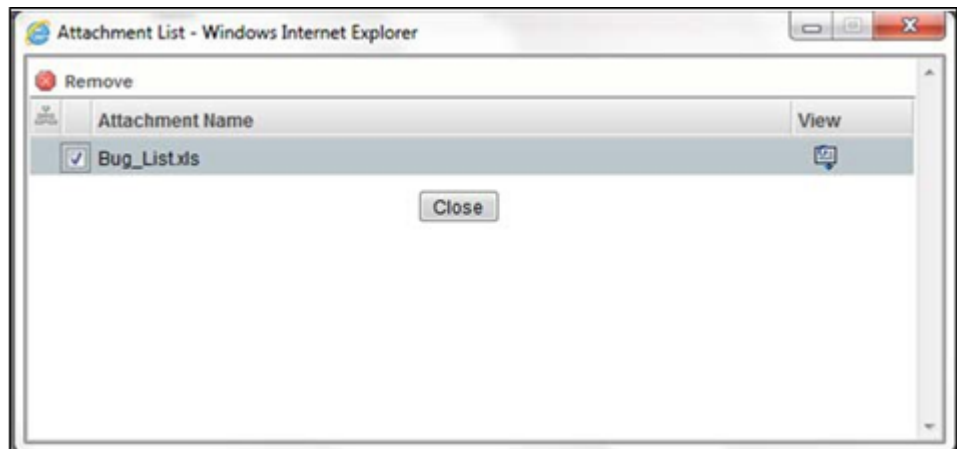 Attachment List - Windows Internet Explorer
Remove
Attachment Name View
Bug_List.xls
Close